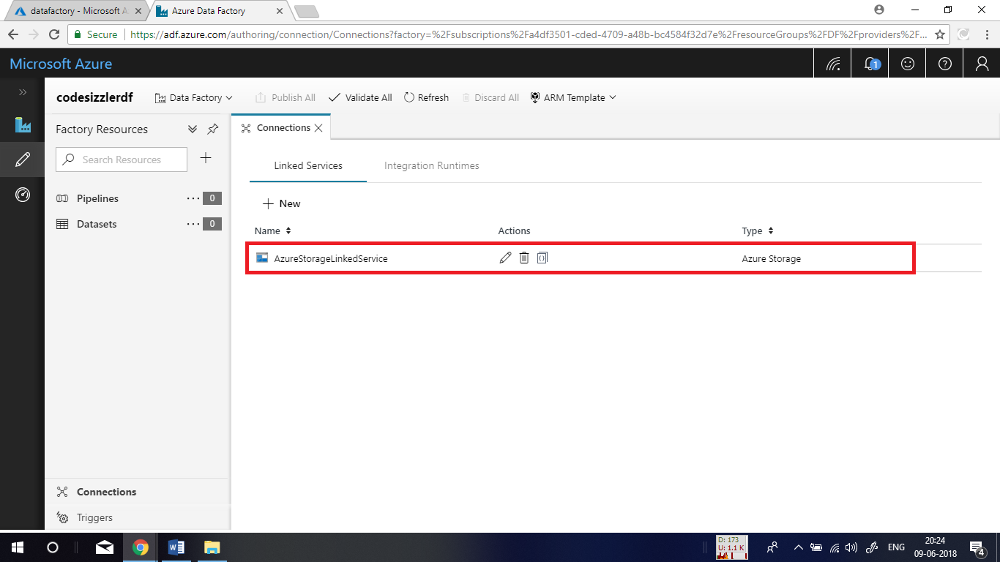 datafactory - Microsoft A
Azure Data Factory
Secure
https://adf.azure.com/authoring/connection/Connections?factory=%2Fsubscriptions%2Fa4df3501-cded-4709-a48b-bc4584f32d7e%2FresourceGroups%2FDF%2Fproviders%2F...
Microsoft Azure
1
codesizzlerdf
Data Factory
Publish All
Validate All
Refresh
Discard All
ARM Template
Factory Resources
Connections
Search Resources
Linked Services
Integration Runtimes
Pipelines
... 0
New
Datasets
... 0
Name
Actions
Type
AzureStorageLinkedService
Azure Storage
Connections
Triggers
D: 173
U: 1.1 K
ENG
20:24
09-06-2018
4